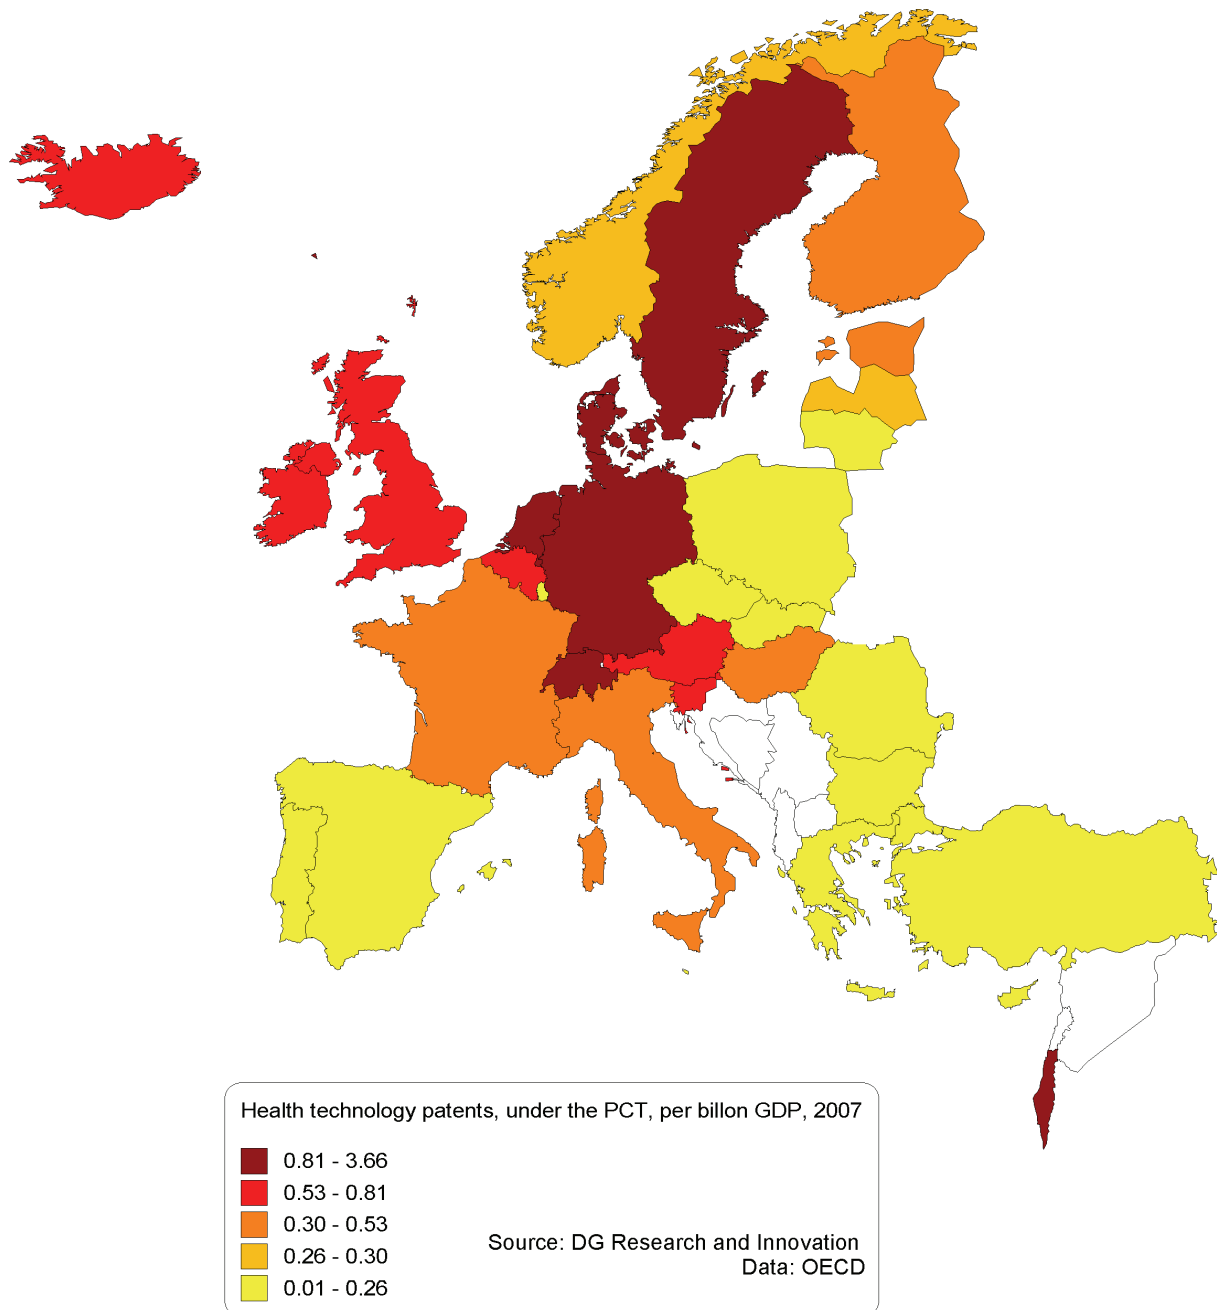 Health technology patents, under the PCT, per billon GDP, 2007
0.81 - 3.66
0.53 - 0.81
0.30 - 0.53
0.26 - 0.30
0.01 - 0.26
Source: DG Research and Innovation
Data: OECD